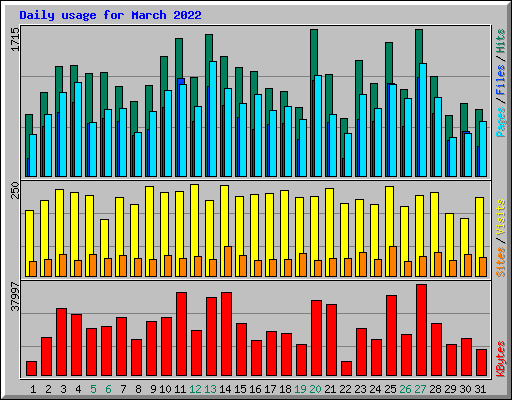 Daily usage for March 2022
1715
Pages / Files / Hits
250
Sites / Visits
37997
KBytes
1 2 3 4 5 6 7 8 9 10 11 12 13 14 15 16 17 18 19 20 21 22 23 24 25 26 27 28 29 30 31